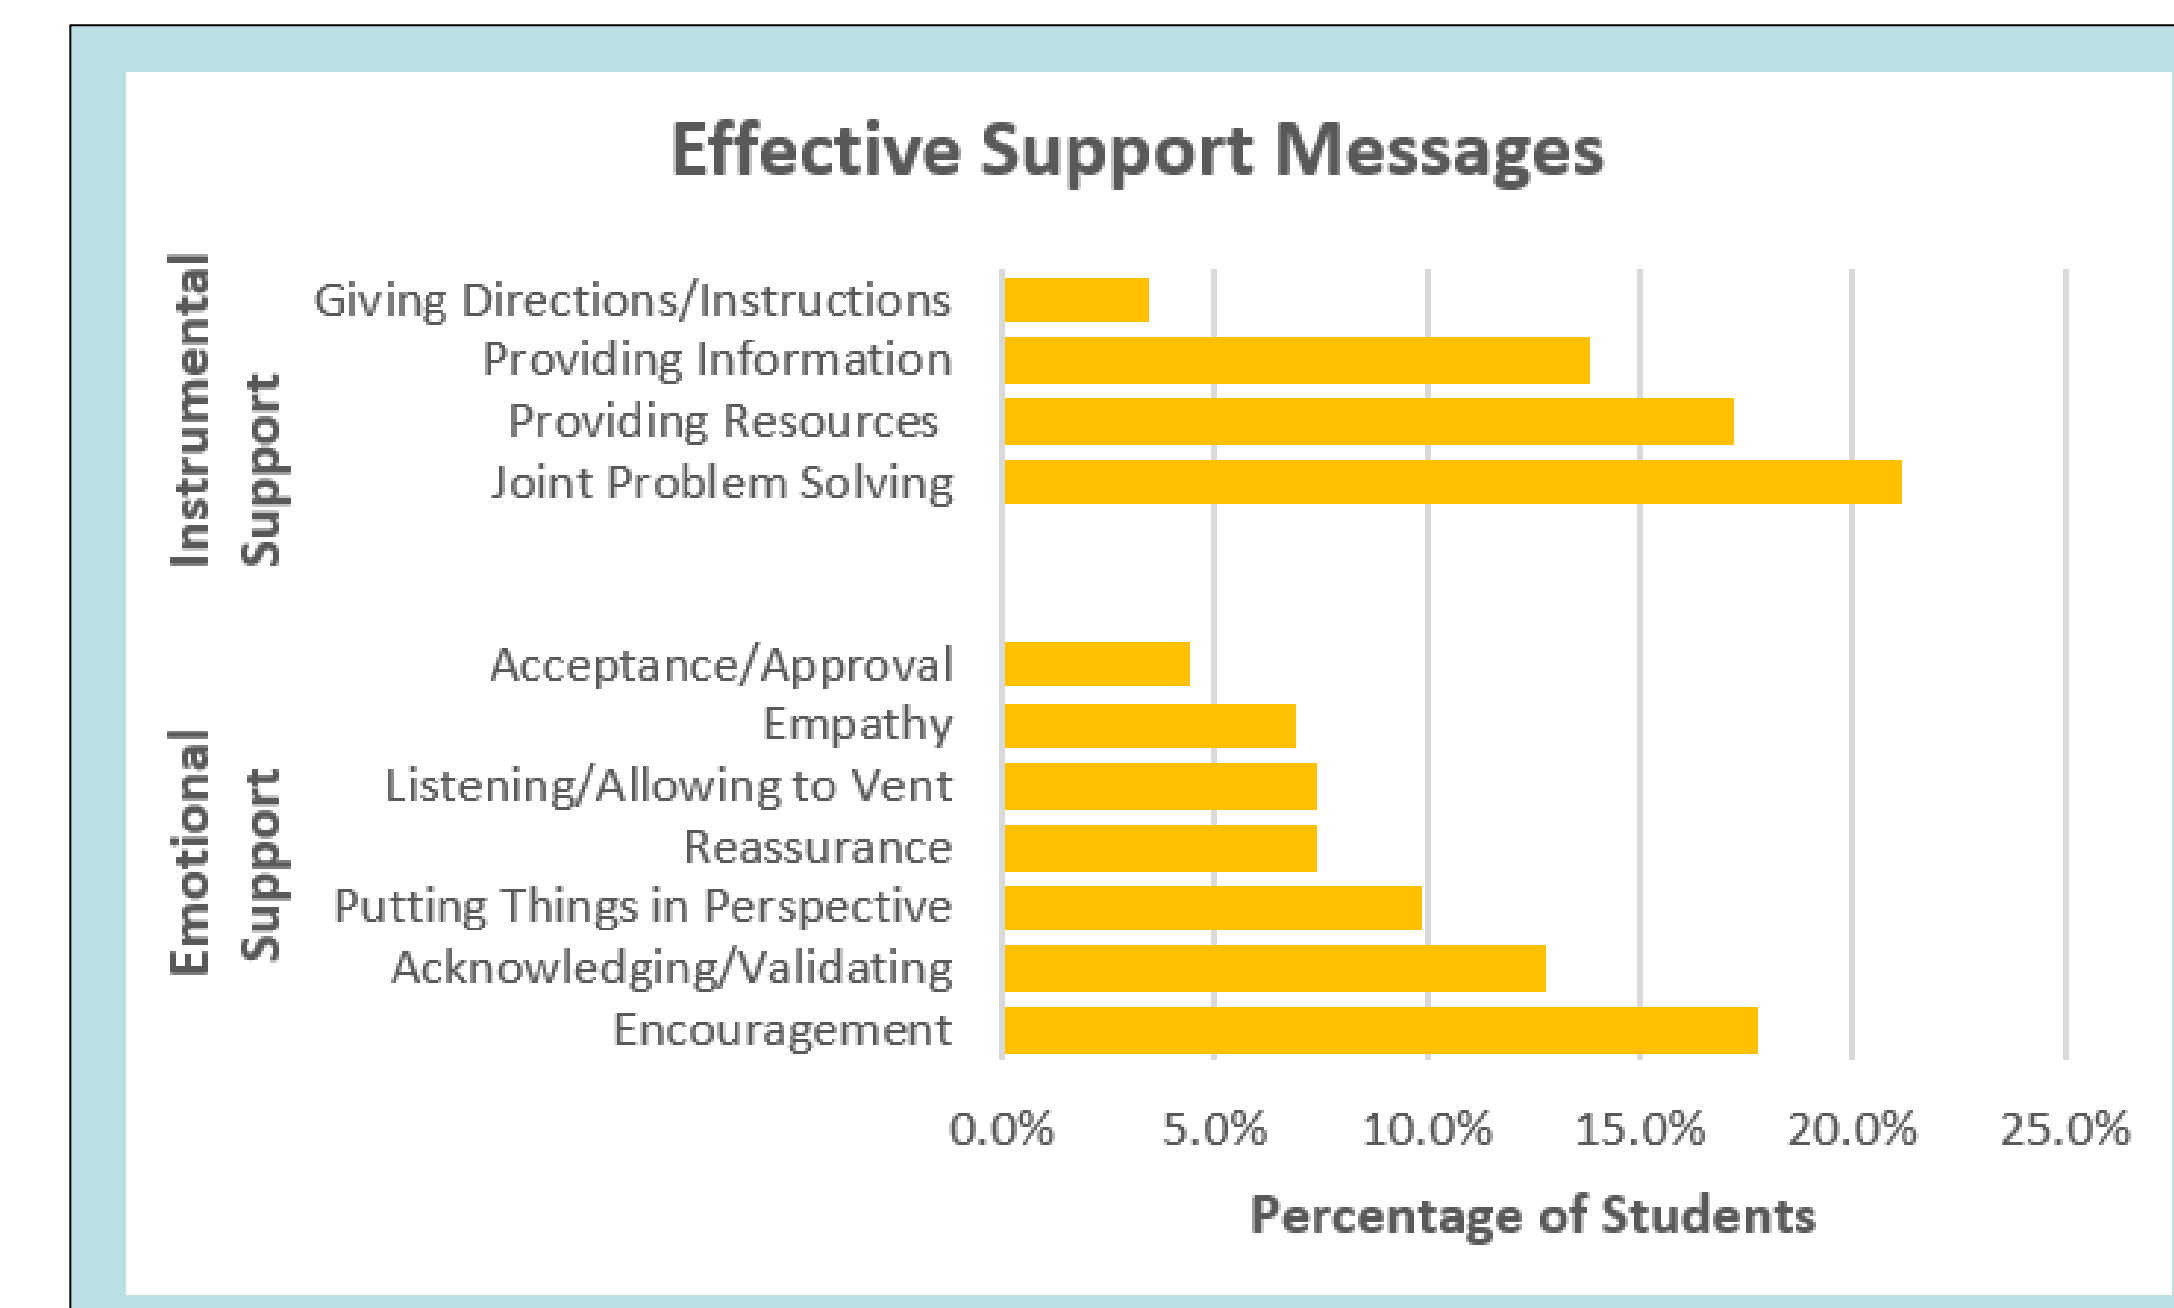 Effective Support Messages
Instrumental
Support
Giving Directions/Instructions
Providing Information
Providing Resources
Joint Problem Solving
Emotional
Support
Acceptance/Approval
Empathy
Listening/Allowing to Vent
Reassurance
Putting Things in Perspective
Acknowledging/Validating
Encouragement
0.0% 5.0% 10.0% 15.0% 20.0% 25.0%
Percentage of Students